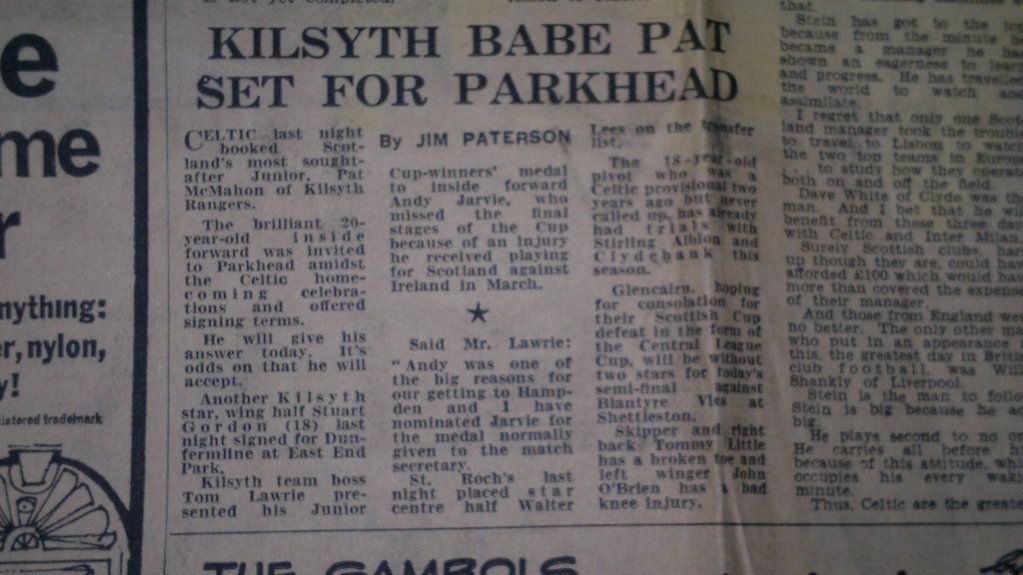 e
me
r
nything:
er, nylon,
y!
istered trademark
KILSYTH BABE PAT
SET FOR PARKHEAD
CELTIC last night
booked Scot-
land's most sought-
after Junior, Pat
McMahon of Kilsyth
Rangers.
The brilliant 20-
year-old inside
forward was invited
to Parkhead amidst
the Celtic home-
coming celebra-
tions and offered
signing terms.
He will give his
answer today. It's
odds on that he will
accept.
Another Kilsyth
star, wing half Stuart
Gordon (18) last
night signed for Dun-
fermline at East End
Park.
Kilsyth team boss
Tom Lawrie pre-
sented his Junior
By JIM PATERSON
Cup-winners' medal
to inside forward
Andy Jarvie, who
missed the final
stages of the Cup
because of an injury
he received playing
for Scotland against
Ireland in March.
Said Mr. Lawrie:
"Andy was one of
the big reasons for
our getting to Hamp-
den and I have
nominated Jarvie for
the medal normally
given to the match
secretary.
St. Roch's last
night placed star
centre half Walter
Lees on the transfer
list.
The 18-year-old
pivot who was a
Celtic provisional two
years ago but never
called up, has already
had trials with
Stirling Albion and
Clydebank this
season.
Glencairn, hoping
for consolation for
their Scottish Cup
defeat in the form of
the Central League
Cup, will be without
two stars for today's
semi-final against
Blantyre Vics at
Shettleston.
Skipper and right
back Tommy Little
has a broken toe and
left winger John
O'Brien has a bad
knee injury.
that.
Stein has got to the top
because from the minute he
became a manager he has
shown an eagerness to learn
and progress. He has travelled
the world to watch and
assimilate.
I regret that only one Scot-
land manager took the trouble
to travel to Lisbon to watch
the two top teams in Europe
... to study how they operate
both on and off the field.
Dave White of Clyde was the
man. And I bet that he will
benefit from these three days
with Celtic and Inter Milan.
Surely Scottish clubs, hard
up though they are, could have
afforded £100 which would have
more than covered the expense
of their manager.
And those from England were
no better. The only other man
who put in an appearance
this, the greatest day in British
club football, was Will
Shankly of Liverpool.
Stein is the man to follow
Stein is big because he
big.
He plays second to no one
He carries all before
because of this attitude, which
occupies his every waking
minute.
Thus, Celtic are the greatest
THE GAMBOLS